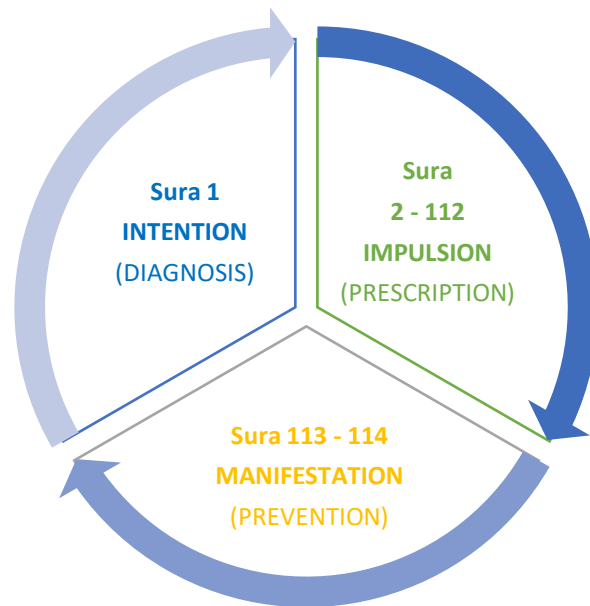 Sura 1
INTENTION
(DIAGNOSIS)
Sura
2 - 112
IMPULSION
(PRESCRIPTION)
Sura 113 - 114
MANIFESTATION
(PREVENTION)